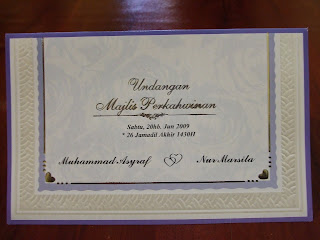 Undangan
Majlis Perkahwinan
Sabtu, 20hb. Jun 2009
* 26 Jamadil Akhir 1430H
Muhammad Asyraf Nur Marsila